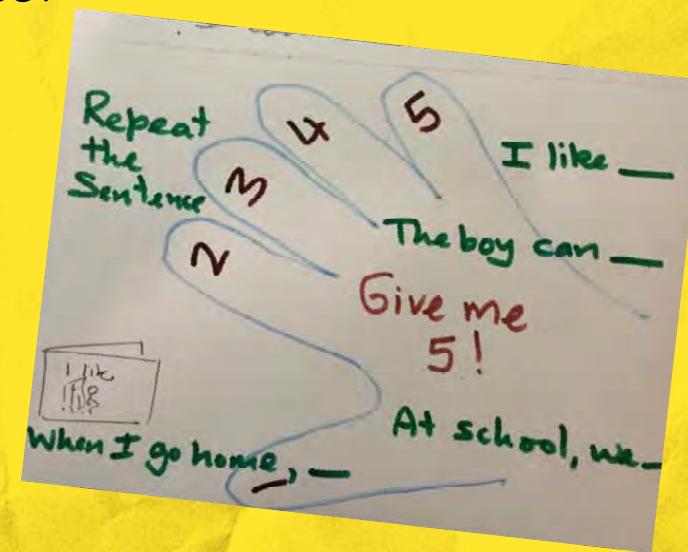 Repeat
the
Sentence
5
4
3
2
I like __
The boy can __
Give me
5!
I like
At school, we __
When I go home, __